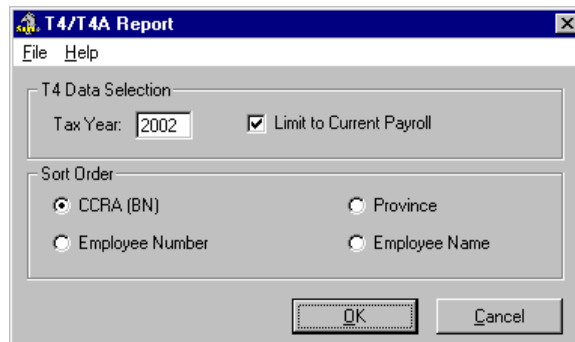 T4/T4A Report
File Help
T4 Data Selection
Tax Year: 2002 Limit to Current Payroll
Sort Order
CCRA (BN) Province
Employee Number Employee Name
OK Cancel